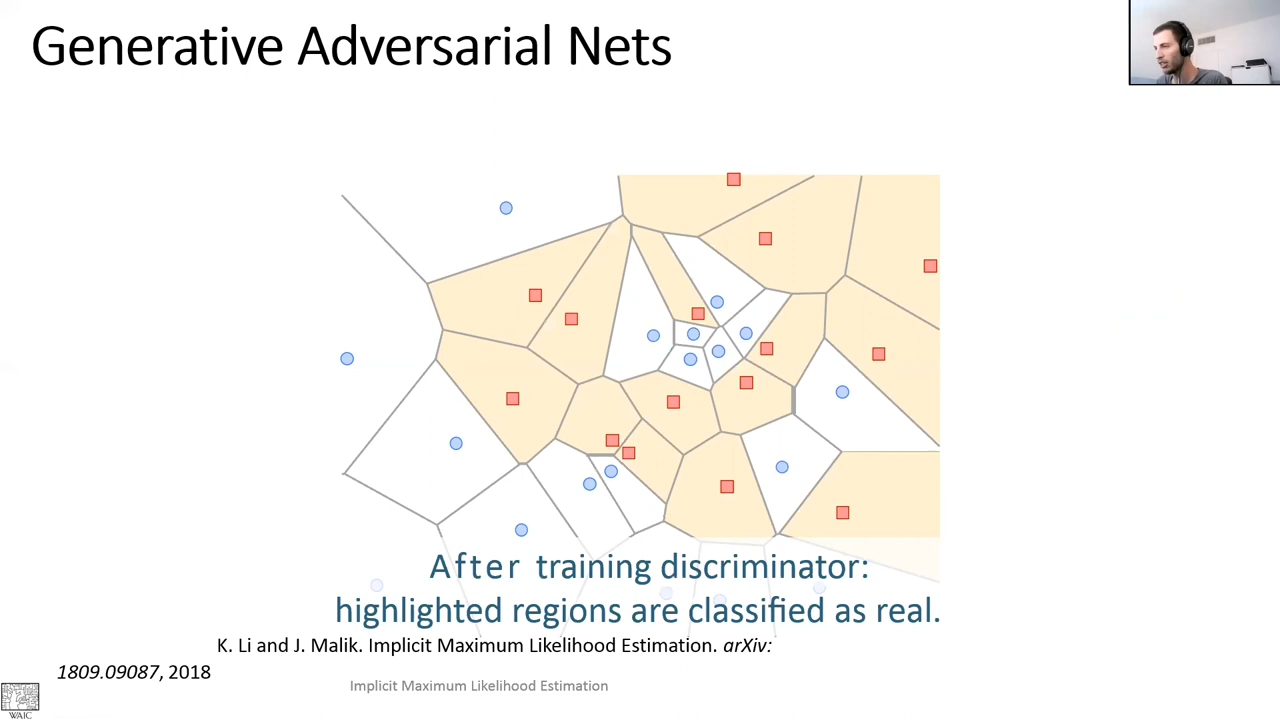 Generative Adversarial Nets
After training discriminator:
highlighted regions are classified as real.
K. Li and J. Malik. Implicit Maximum Likelihood Estimation. arXiv:
1809.09087, 2018
Implicit Maximum Likelihood Estimation
WAIC